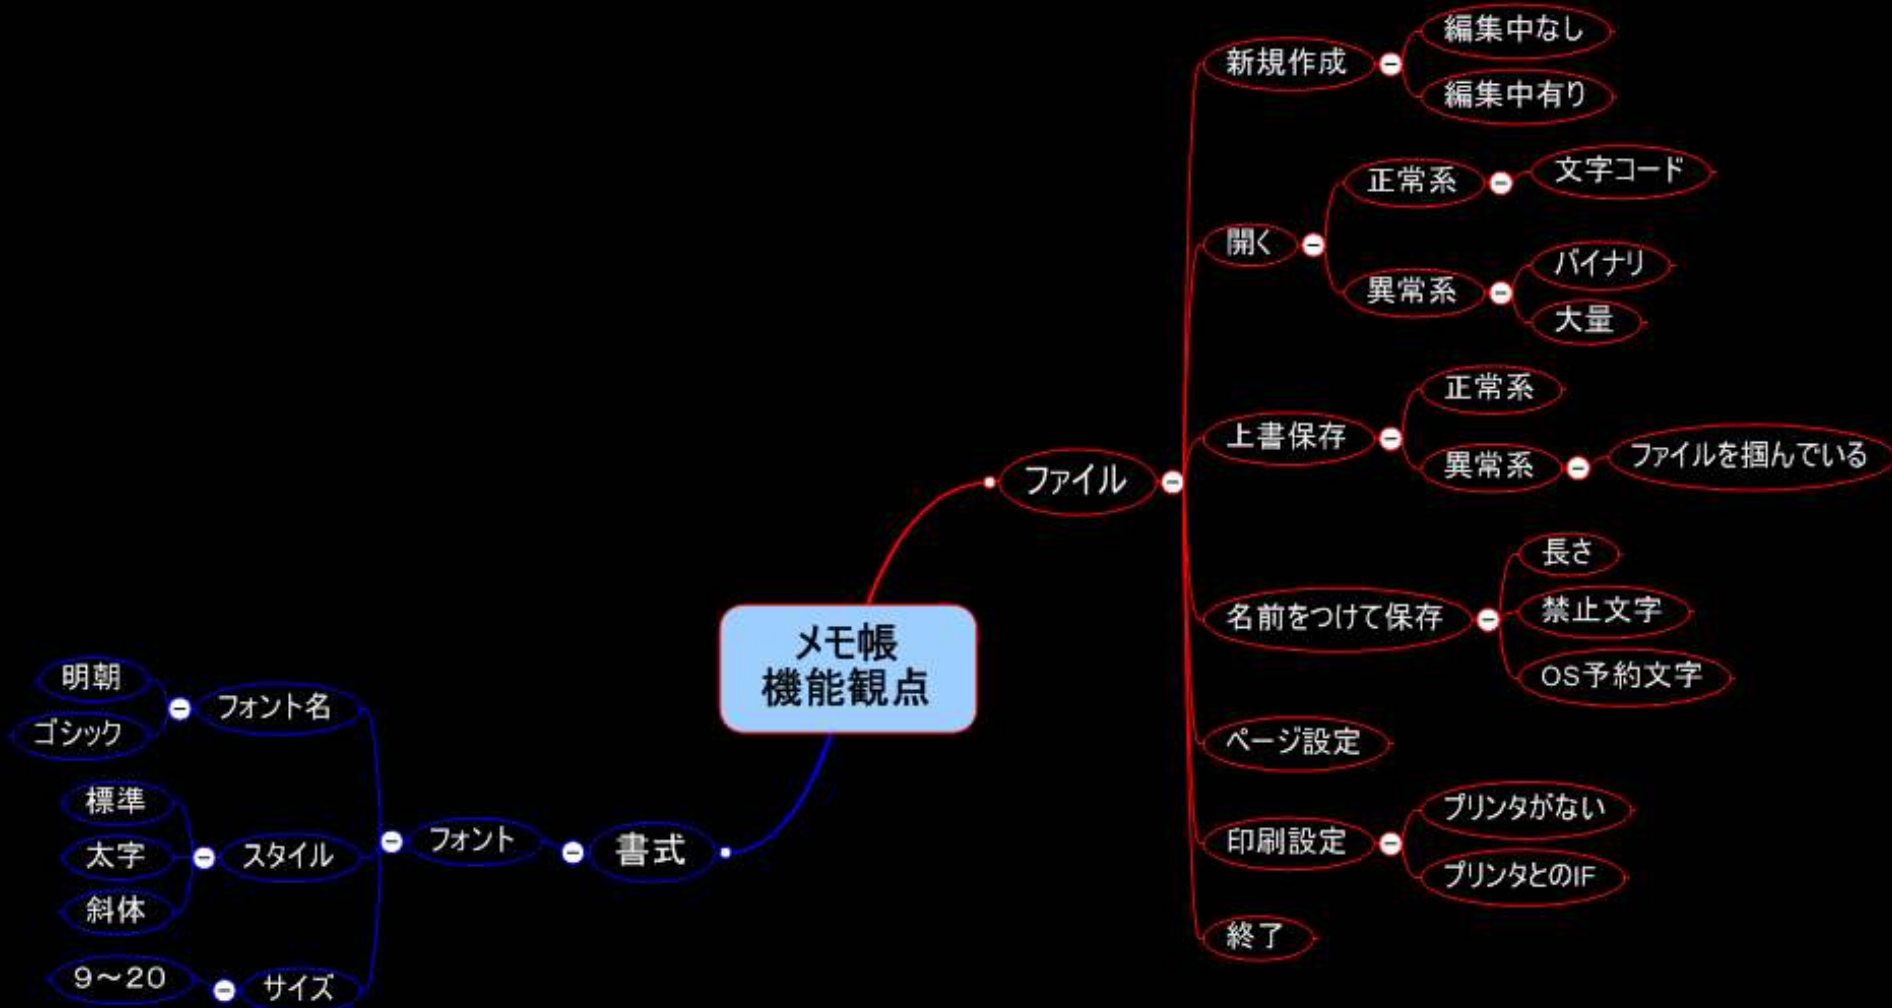 メモ帳
機能観点
ファイル
新規作成
編集中なし
編集中有り
開く
正常系
文字コード
異常系
バイナリ
大量
上書保存
正常系
異常系
ファイルを掴んでいる
名前をつけて保存
長さ
禁止文字
OS予約文字
ページ設定
印刷設定
プリンタがない
プリンタとのIF
終了
書式
フォント
フォント名
明朝
ゴシック
スタイル
標準
太字
斜体
サイズ
9～20